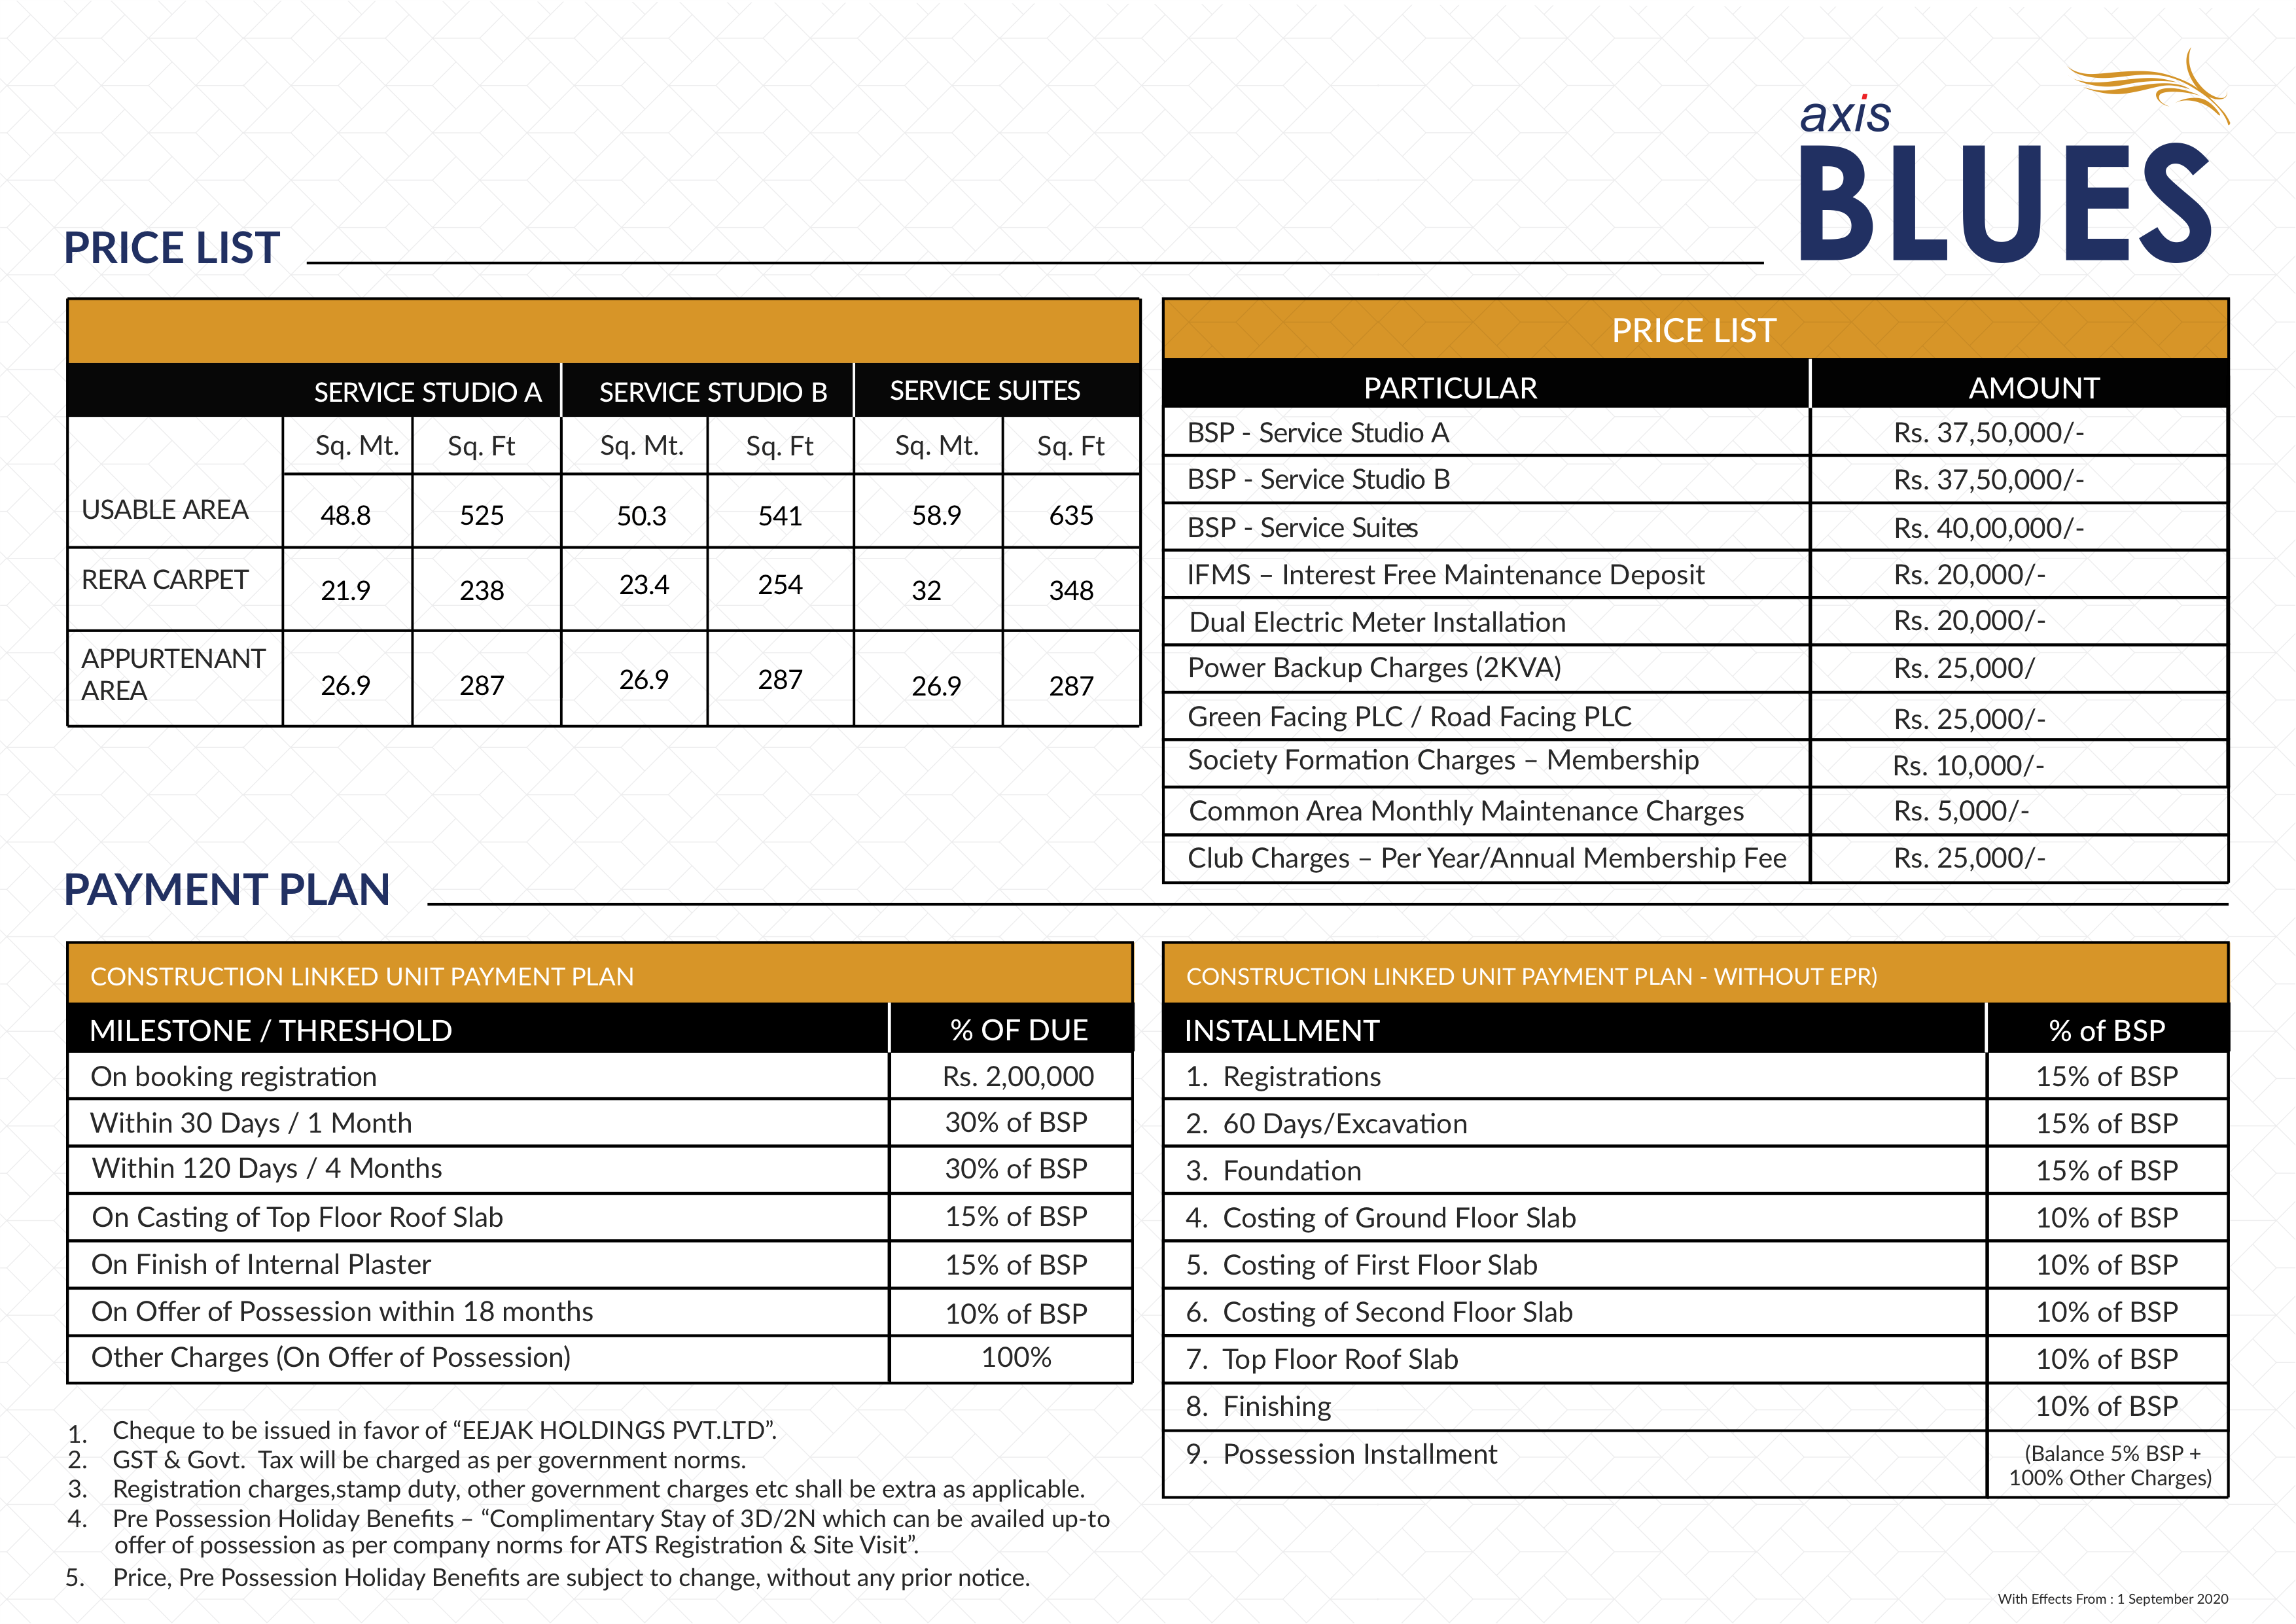 axis
BLUES
PRICE LIST
SERVICE STUDIO A SERVICE STUDIO B SERVICE SUITES
Sq. Mt. Sq. Ft Sq. Mt. Sq. Ft Sq. Mt. Sq. Ft
USABLE AREA 48.8 525 50.3 541 58.9 635
RERA CARPET 21.9 238 23.4 254 32 348
APPURTENANT
AREA 26.9 287 26.9 287 26.9 287
PRICE LIST
PARTICULAR AMOUNT
BSP - Service Studio A Rs. 37,50,000/-
BSP - Service Studio B Rs. 37,50,000/-
BSP - Service Suites Rs. 40,00,000/-
IFMS – Interest Free Maintenance Deposit Rs. 20,000/-
Dual Electric Meter Installation Rs. 20,000/-
Power Backup Charges (2KVA) Rs. 25,000/
Green Facing PLC / Road Facing PLC Rs. 25,000/-
Society Formation Charges – Membership Rs. 10,000/-
Common Area Monthly Maintenance Charges Rs. 5,000/-
Club Charges – Per Year/Annual Membership Fee Rs. 25,000/-
PAYMENT PLAN
CONSTRUCTION LINKED UNIT PAYMENT PLAN
MILESTONE / THRESHOLD % OF DUE
On booking registration Rs. 2,00,000
Within 30 Days / 1 Month 30% of BSP
Within 120 Days / 4 Months 30% of BSP
On Casting of Top Floor Roof Slab 15% of BSP
On Finish of Internal Plaster 15% of BSP
On Offer of Possession within 18 months 10% of BSP
Other Charges (On Offer of Possession) 100%
CONSTRUCTION LINKED UNIT PAYMENT PLAN - WITHOUT EPR)
INSTALLMENT % of BSP
1. Registrations 15% of BSP
2. 60 Days/Excavation 15% of BSP
3. Foundation 15% of BSP
4. Costing of Ground Floor Slab 10% of BSP
5. Costing of First Floor Slab 10% of BSP
6. Costing of Second Floor Slab 10% of BSP
7. Top Floor Roof Slab 10% of BSP
8. Finishing 10% of BSP
9. Possession Installment (Balance 5% BSP +
100% Other Charges)
1. Cheque to be issued in favor of “EEJAK HOLDINGS PVT.LTD”.
2. GST & Govt. Tax will be charged as per government norms.
3. Registration charges,stamp duty, other government charges etc shall be extra as applicable.
4. Pre Possession Holiday Benefits – “Complimentary Stay of 3D/2N which can be availed up-to
offer of possession as per company norms for ATS Registration & Site Visit”.
5. Price, Pre Possession Holiday Benefits are subject to change, without any prior notice.
With Effects From : 1 September 2020